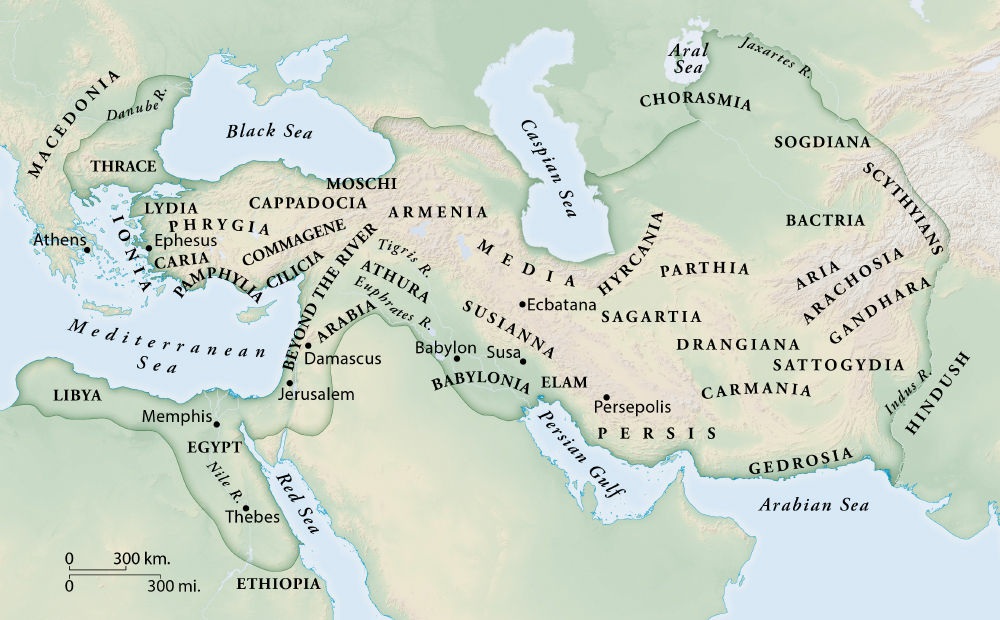 Aral
Sea
Jaxartes R.
CHORASMIA
MACEDONIA
Danube R.
Black Sea
Caspian Sea
SOGDIANA
THRACE
SCYTHIANS
MOSCHI
LYDIA
CAPPADOCIA
ARMENIA
PHRYGIA
BACTRIA
IONIA
Athens
Ephesus
COMMAGENE
CARIA
CILICIA
PAMPHYLIA
BEYOND THE RIVER
Tigris R.
MEDIA
HYRCANIA
PARTHIA
ARIA
ARACHOSIA
GANDHARA
ATHURA
Euphrates R.
ARABIA
Ecbatana
SUSIANNA
SAGARTIA
Mediterranean
Sea
Damascus
Babylon
Susa
DRANGIANA
SATTOGYDIA
BABYLONIA
ELAM
CARMANIA
Indus R.
HINDUSH
LIBYA
Jerusalem
Memphis
Persepolis
PERSIS
EGYPT
Persian Gulf
GEDROSIA
Nile R.
Red Sea
Arabian Sea
Thebes
0 300 km.
0 300 mi.
ETHIOPIA